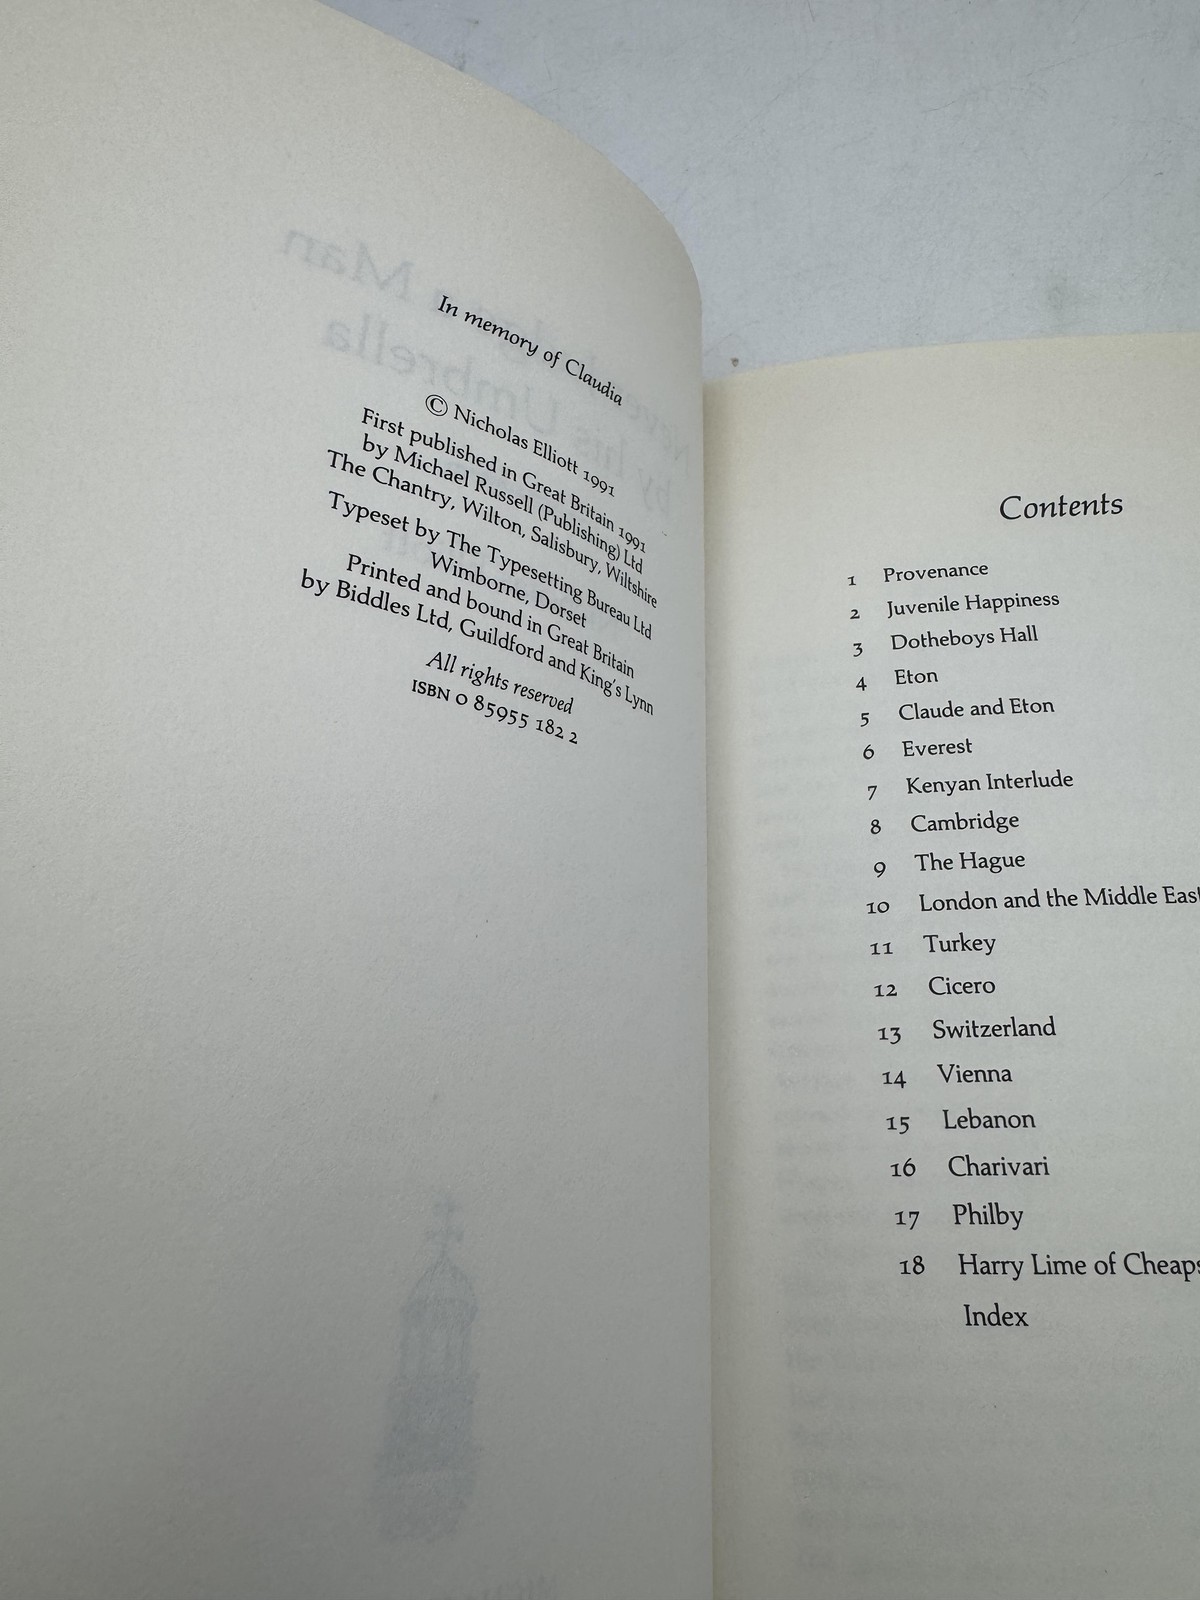 In memory of Claudia
© Nicholas Elliott 1991
First published in Great Britain 1991
by Michael Russell (Publishing) Ltd
The Chantry, Wilton, Salisbury, Wiltshire
Typeset by The Typesetting Bureau Ltd
Wimborne, Dorset
Printed and bound in Great Britain
by Biddles Ltd, Guildford and King's Lynn
All rights reserved
ISBN 0 85955 182 2
Contents
1 Provenance
2 Juvenile Happiness
3 Dotheboys Hall
4 Eton
5 Claude and Eton
6 Everest
7 Kenyan Interlude
8 Cambridge
9 The Hague
10 London and the Middle East
11 Turkey
12 Cicero
13 Switzerland
14 Vienna
15 Lebanon
16 Charivari
17 Philby
18 Harry Lime of
Index